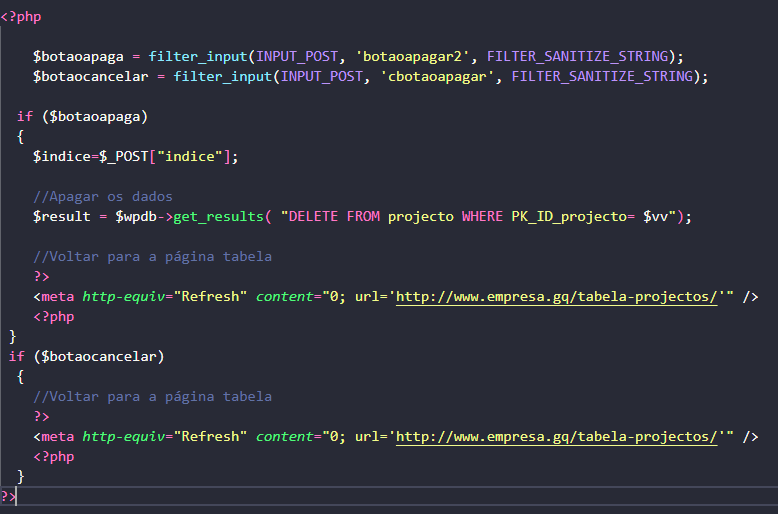 <?php
$botaoapaga = filter_input(INPUT_POST, 'botaoapagar2', FILTER_SANITIZE_STRING);
$botaocancelar = filter_input(INPUT_POST, 'cbotaoapagar', FILTER_SANITIZE_STRING);
if ($botaoapaga)
{
$indice=$_POST["indice"];
//Apagar os dados
$result = $wpdb->get_results( "DELETE FROM projecto WHERE PK_ID_projecto= $vv");
//Voltar para a página tabela
?>
<meta http-equiv="Refresh" content="0; url='http://www.empresa.gq/tabela-projectos/'" />
<?php
}
if ($botaocancelar)
{
//Voltar para a página tabela
?>
<meta http-equiv="Refresh" content="0; url='http://www.empresa.gq/tabela-projectos/'" />
<?php
}
?>